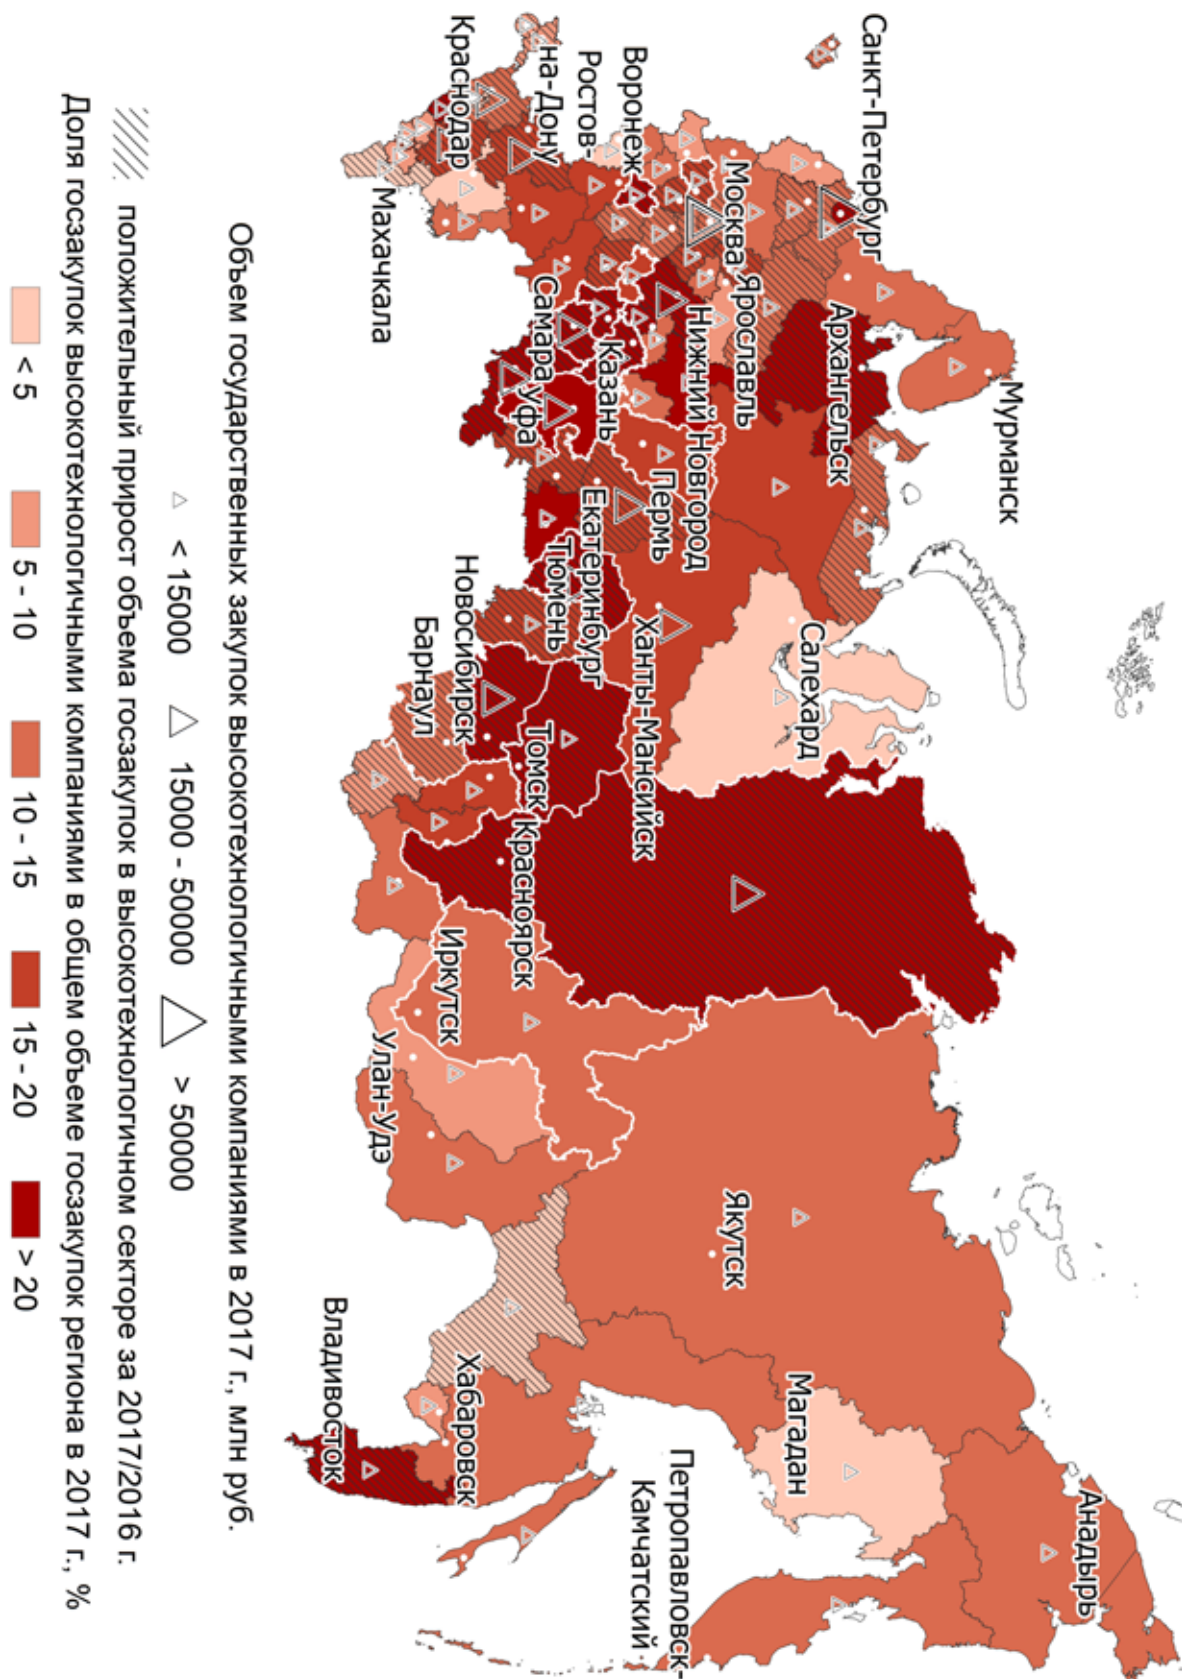 Санкт-Петербург
Мурманск
Архангельск
Москва
Ярославль
Нижний Новгород
Воронеж
Ростов-
на-Дону
Краснодар
Махачкала
Казань
Самара
Уфа
Пермь
Екатеринбург
Тюмень
Салехард
Ханты-Мансийск
Новосибирск
Барнаул
Томск
Красноярск
Иркутск
Улан-Удэ
Якутск
Анадырь
Магадан
Петропавловск-
Камчатский
Хабаровск
Владивосток
Объем государственных закупок высокотехнологичными компаниями в 2017 г., млн руб.
< 15000 15000 - 50000 > 50000
положительный прирост объема госзакупок в высокотехнологичном секторе за 2017/2016 г.
Доля госзакупок высокотехнологичными компаниями в общем объеме госзакупок региона в 2017 г., %
< 5 5 - 10 10 - 15 15 - 20 > 20